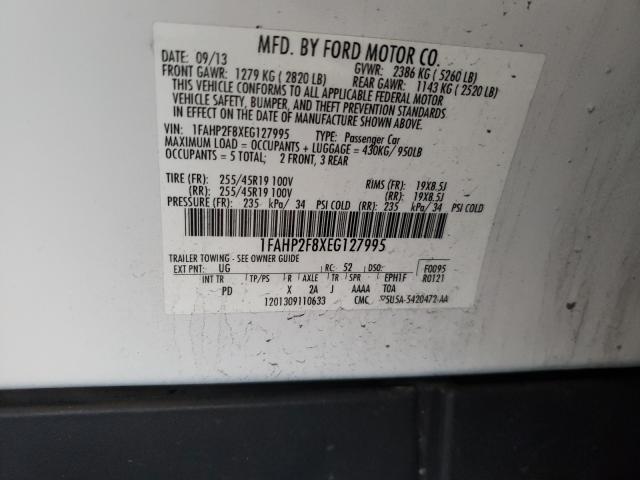 MFD. BY FORD MOTOR CO.
DATE: 09/13 GVWR: 2386 KG (5260 LB)
FRONT GAWR: 1279 KG (2820 LB) REAR GAWR: 1143 KG (2520 LB)
THIS VEHICLE CONFORMS TO ALL APPLICABLE FEDERAL MOTOR
VEHICLE SAFETY, BUMPER, AND THEFT PREVENTION STANDARDS
IN EFFECT ON THE DATE OF MANUFACTURE SHOWN ABOVE.
VIN: 1FAHP2F8XEG127995 TYPE: Passenger Car
MAXIMUM LOAD = OCCUPANTS + LUGGAGE = 430KG/950LB
OCCUPANTS = 5 TOTAL; 2 FRONT, 3 REAR
TIRE (FR): 255/45R19 100V RIMS (FR): 19X8.5J
(RR): 255/45R19 100V (RR): 19X8.5J
PRESSURE (FR): 235 kPa/ 34 PSI COLD (RR): 235 kPa/ 34 PSI COLD
1FAHP2F8XEG127995
TRAILER TOWING - SEE OWNER GUIDE
EXT PNT: UG RC: 52 DSO: F0095
INT TR TP/PS R AXLE TR SPR EPH1F R0121
PD X 2A J AAAA TOA
1201309110633 CMC 5U5A-5420472-AA